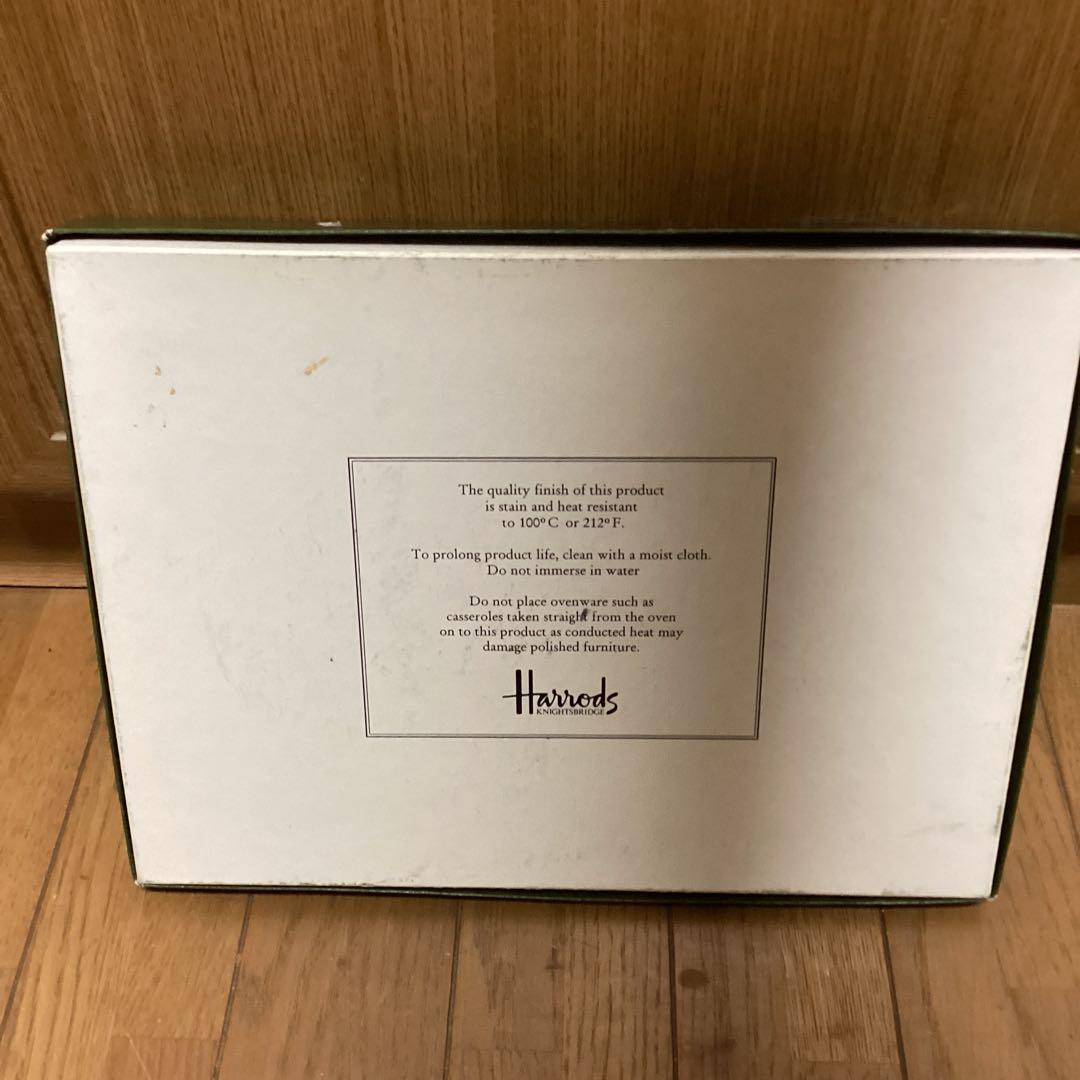 The quality finish of this product
is stain and heat resistant
to 100º C or 212º F.
To prolong product life, clean with a moist cloth.
Do not immerse in water
Do not place ovenware such as
casseroles taken straight from the oven
on to this product as conducted heat may
damage polished furniture.
Harrods
KNIGHTSBRIDGE